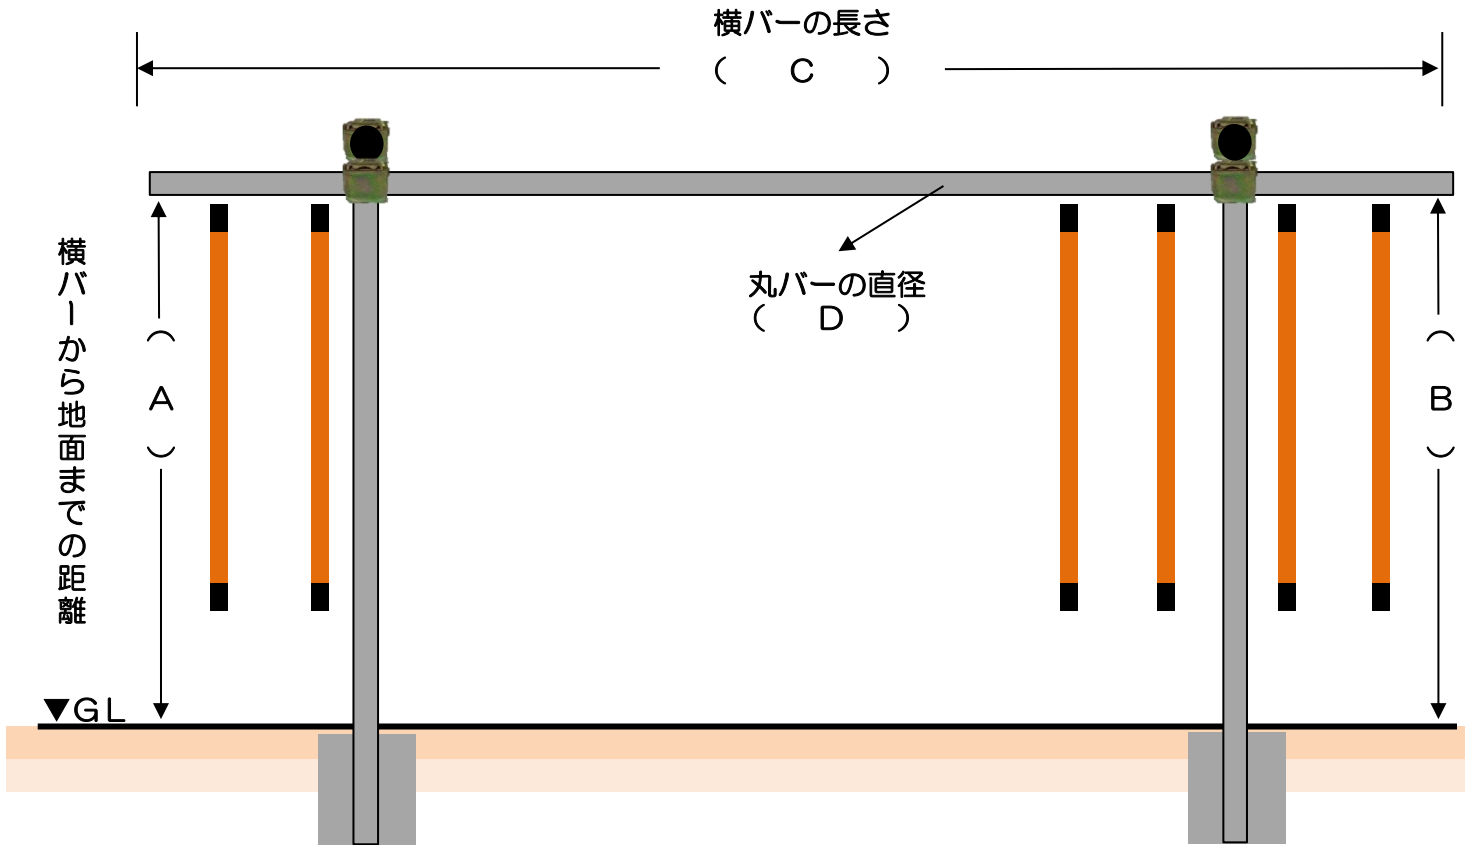 横バーの長さ
(　C　)
丸バーの直径
(　D　)
横バーから地面までの距離
(　A　)
(　B　)
▼GL